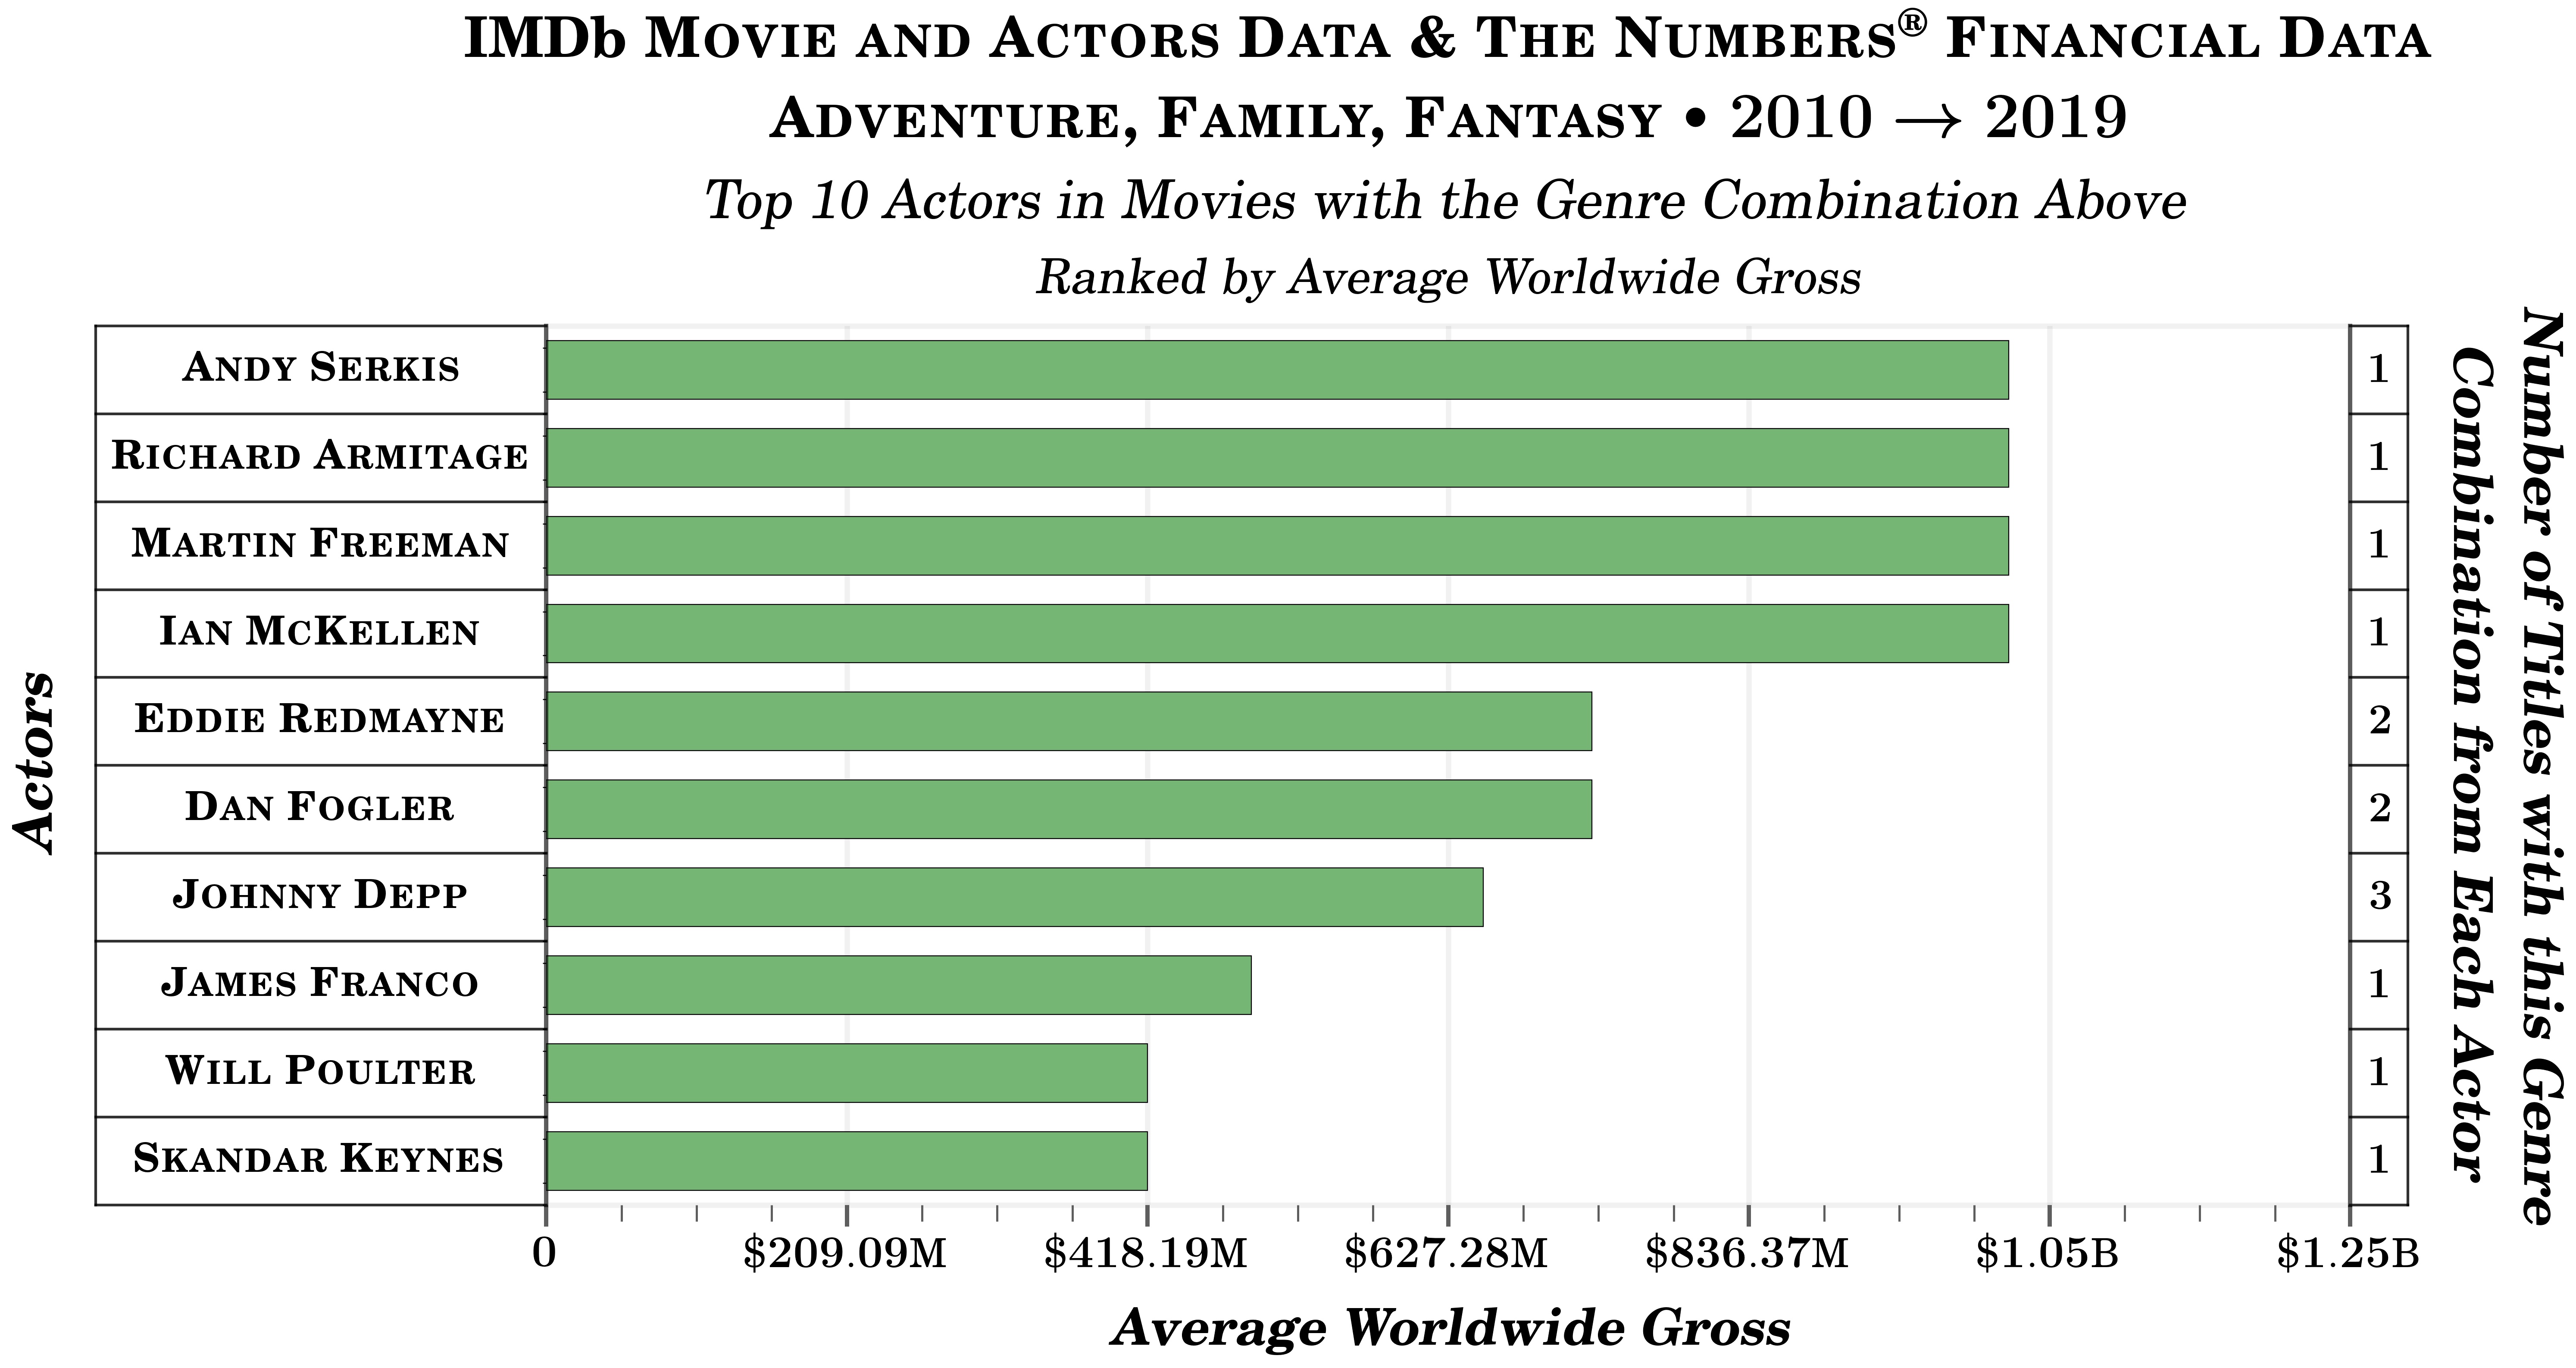 IMDb Movie and Actors Data & The Numbers® Financial Data
Adventure, Family, Fantasy • 2010 → 2019
Top 10 Actors in Movies with the Genre Combination Above
Ranked by Average Worldwide Gross
Actors
Andy Serkis 1
Richard Armitage 1
Martin Freeman 1
Ian McKellen 1
Eddie Redmayne 2
Dan Fogler 2
Johnny Depp 3
James Franco 1
Will Poulter 1
Skandar Keynes 1
Number of Titles with this Genre
Combination from Each Actor
0 $209.09M $418.19M $627.28M $836.37M $1.05B $1.25B
Average Worldwide Gross